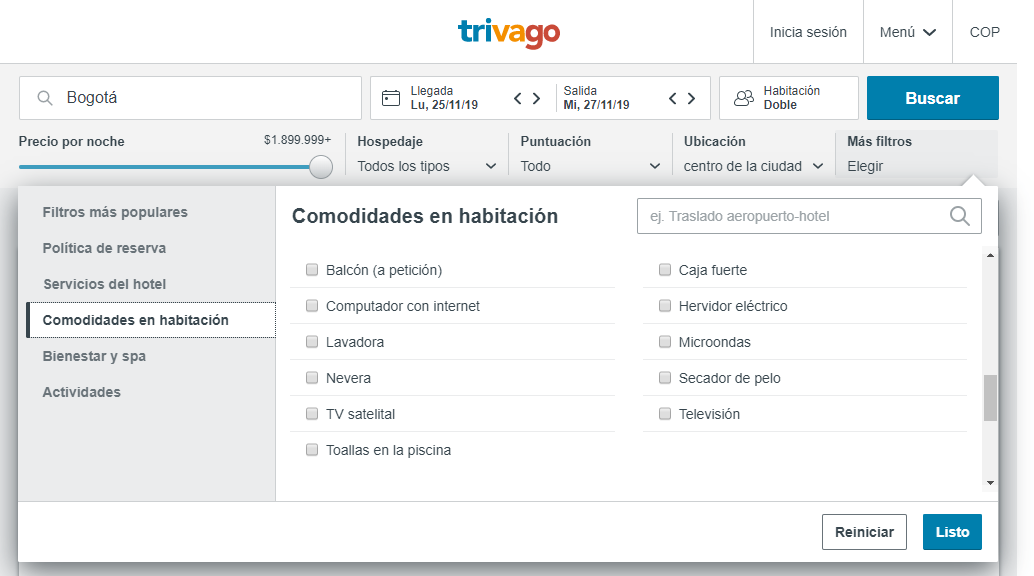 trivago
Inicia sesión
Menú
COP
Bogotá
Llegada
Lu, 25/11/19
Salida
Mi, 27/11/19
Habitación
Doble
Buscar
Precio por noche
$1.899.999+
Hospedaje
Todos los tipos
Puntuación
Todo
Ubicación
centro de la ciudad
Más filtros
Elegir
Filtros más populares
Política de reserva
Servicios del hotel
Comodidades en habitación
Bienestar y spa
Actividades
Comodidades en habitación
ej. Traslado aeropuerto-hotel
Balcón (a petición)
Caja fuerte
Computador con internet
Hervidor eléctrico
Lavadora
Microondas
Nevera
Secador de pelo
TV satelital
Televisión
Toallas en la piscina
Reiniciar
Listo